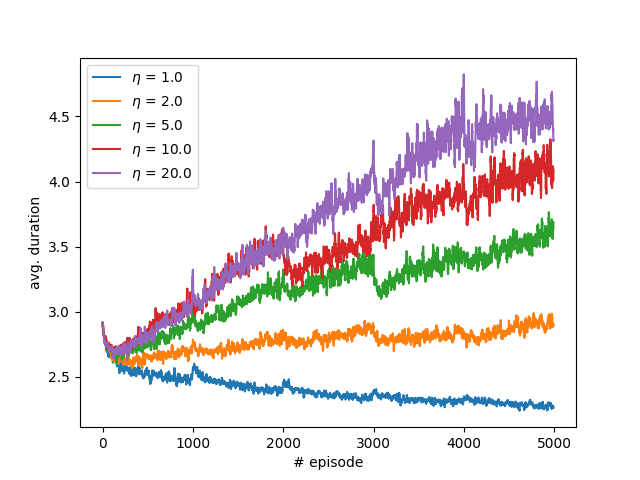 η = 1.0
η = 2.0
η = 5.0
η = 10.0
η = 20.0
avg. duration
4.5
4.0
3.5
3.0
2.5
0 1000 2000 3000 4000 5000
# episode